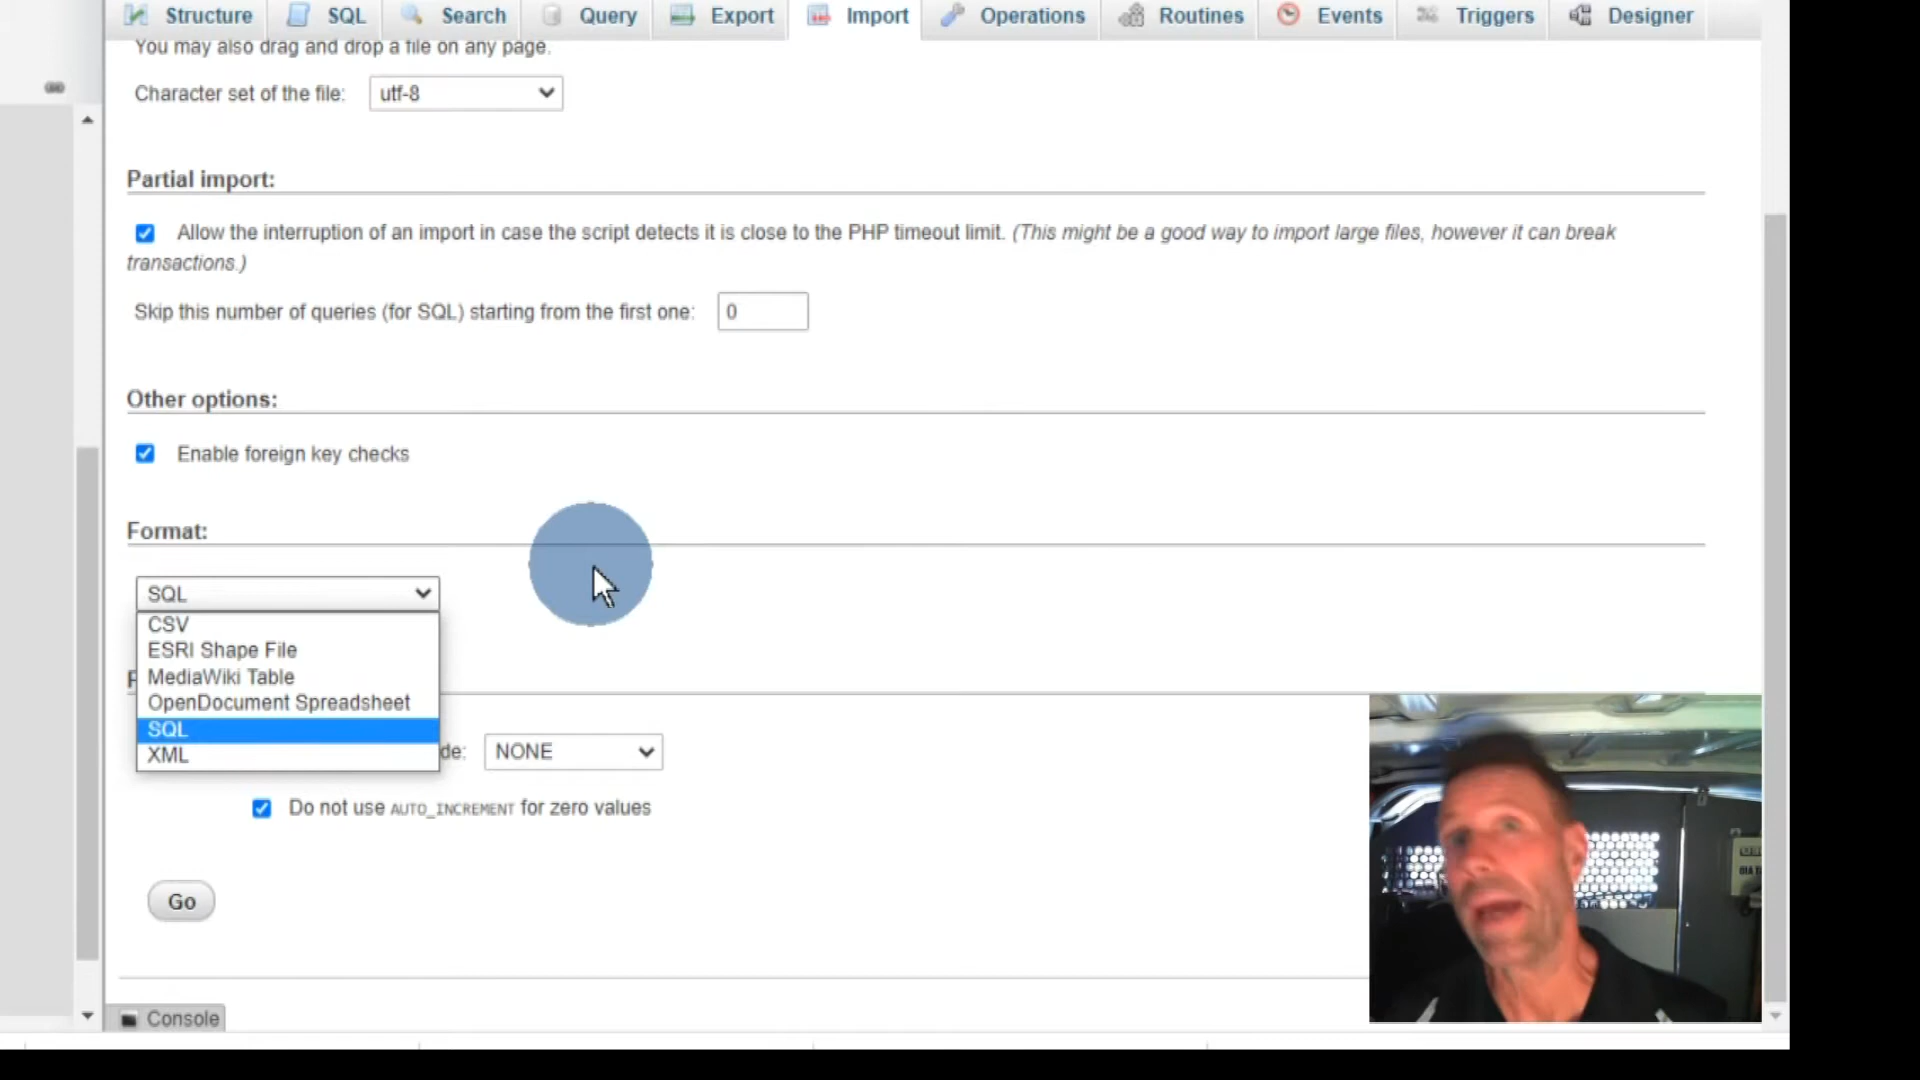 Structure SQL Search Query Export Import Operations Routines Events Triggers Designer
You may also drag and drop a file on any page.
Character set of the file: utf-8
Partial import:
Allow the interruption of an import in case the script detects it is close to the PHP timeout limit. (This might be a good way to import large files, however it can break
transactions.)
Skip this number of queries (for SQL) starting from the first one: 0
Other options:
Enable foreign key checks
Format:
SQL
CSV
ESRI Shape File
MediaWiki Table
OpenDocument Spreadsheet
SQL
XML
de: NONE
Do not use AUTO_INCREMENT for zero values
Go
Console